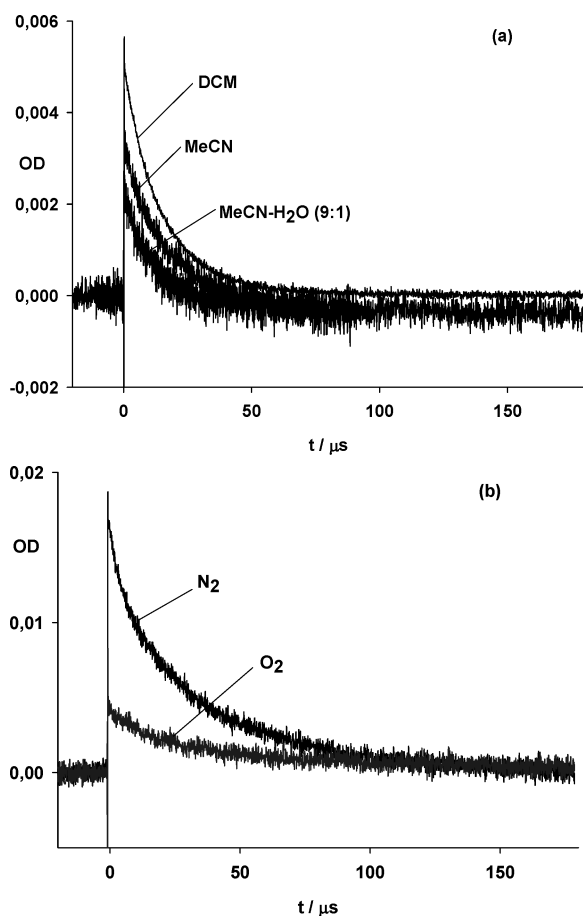 0,006
(a)
DCM
0,004
MeCN
OD
0,002
MeCN-H2O (9:1)
0,000
-0,002
0
50
100
150
t / µs
0,02
(b)
OD
N2
0,01
O2
0,00
0
50
100
150
t / µs